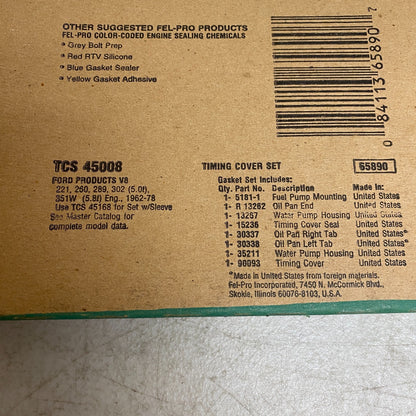 OTHER SUGGESTED FEL-PRO PRODUCTS
FEL-PRO COLOR-CODED ENGINE SEALING CHEMICALS
• Grey Bolt Prep
• Red RTV Silicone
• Blue Gasket Sealer
• Yellow Gasket Adhesive
0 84113 65890 7
TCS 45008
FORD PRODUCTS V8
221, 260, 289, 302 (5.0ℓ),
351W (5.8ℓ) Eng., 1962-78
Use TCS 45168 for Set w/Sleeve
See Master Catalog for
complete model data.
TIMING COVER SET 65890
Gasket Set Includes:
Qty. Part No. Description Made in:
1- 5181-1 Fuel Pump Mounting United States
1- R 13262 Oil Pan End United States
1- 13267 Water Pump Housing United States
1- 15236 Timing Cover Seal United States
1- 30337 Oil Pan Right Tab United States*
1- 30338 Oil Pan Left Tab United States*
1- 35211 Water Pump Housing United States
1- 90093 Timing Cover United States
*Made in United States from foreign materials.
Fel-Pro Incorporated, 7450 N. McCormick Blvd.,
Skokie, Illinois 60076-8103, U.S.A.